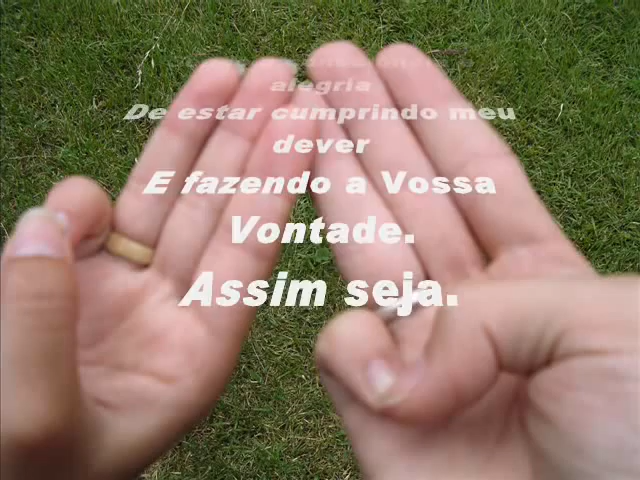 alegria
De estar cumprindo meu
dever
E fazendo a Vossa
Vontade.
Assim seja.